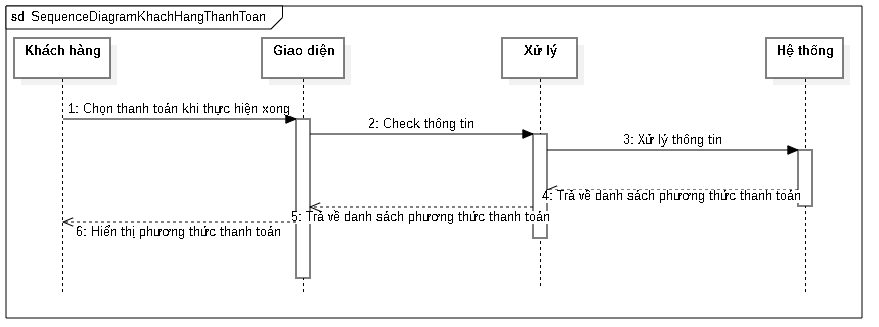 sd SequenceDiagramKhachHangThanhToan
Khách hàng
Giao diện
Xử lý
Hệ thống
1: Chọn thanh toán khi thực hiện xong
2: Check thông tin
3: Xử lý thông tin
4: Trả về danh sách phương thức thanh toán
5: Trả về danh sách phương thức thanh toán
6: Hiển thị phương thức thanh toán